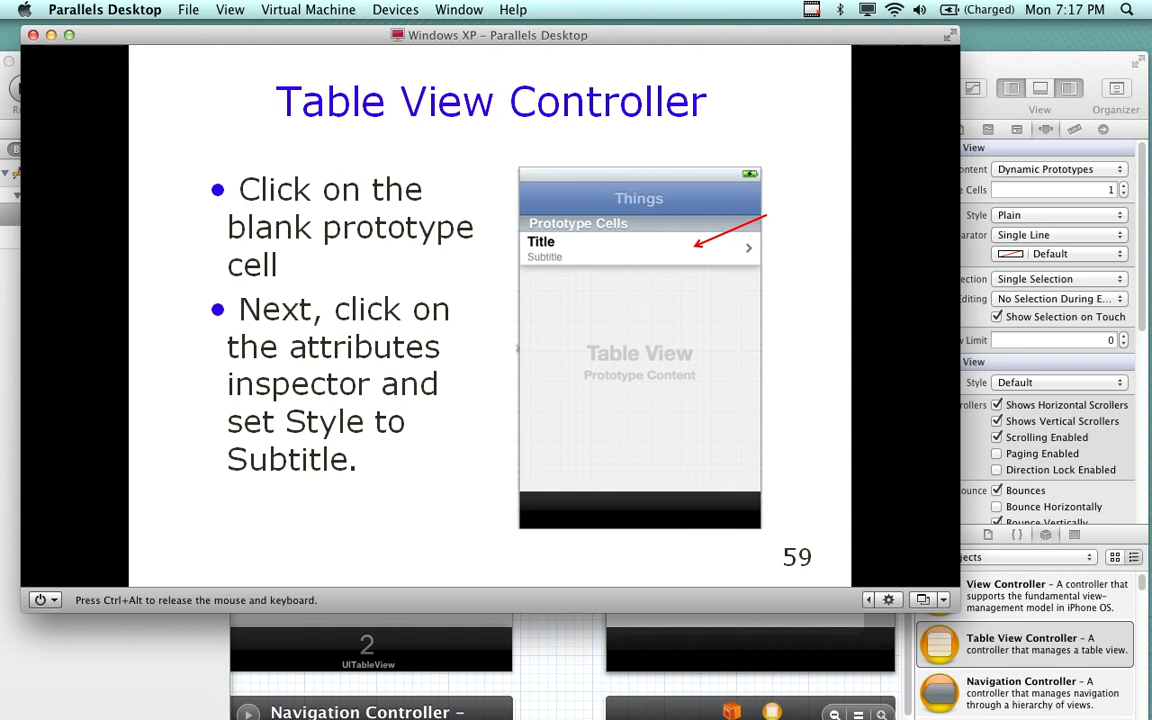 Parallels Desktop File View Virtual Machine Devices Window Help (Charged) Mon 7:17 PM
Windows XP – Parallels Desktop
View Organizer
Table View Controller
• Click on the
blank prototype
cell
• Next, click on
the attributes
inspector and
set Style to
Subtitle.
Things
Prototype Cells
Title
Subtitle
Table View
Prototype Content
59
Press Ctrl+Alt to release the mouse and keyboard.
View
Dynamic Prototypes
Cells 1
Style Plain
Single Line
Default
Single Selection
Editing No Selection During E...
Show Selection on Touch
Limit 0
View
Style Default
Shows Horizontal Scrollers
Shows Vertical Scrollers
Scrolling Enabled
Paging Enabled
Direction Lock Enabled
Bounces
Bounce Horizontally
Bounce Vertically
View Controller – A controller that
supports the fundamental view-
management model in iPhone OS.
Table View Controller – A
controller that manages a table view.
Navigation Controller – A
controller that manages navigation
through a hierarchy of views.
2
UITableView
Navigation Controller –